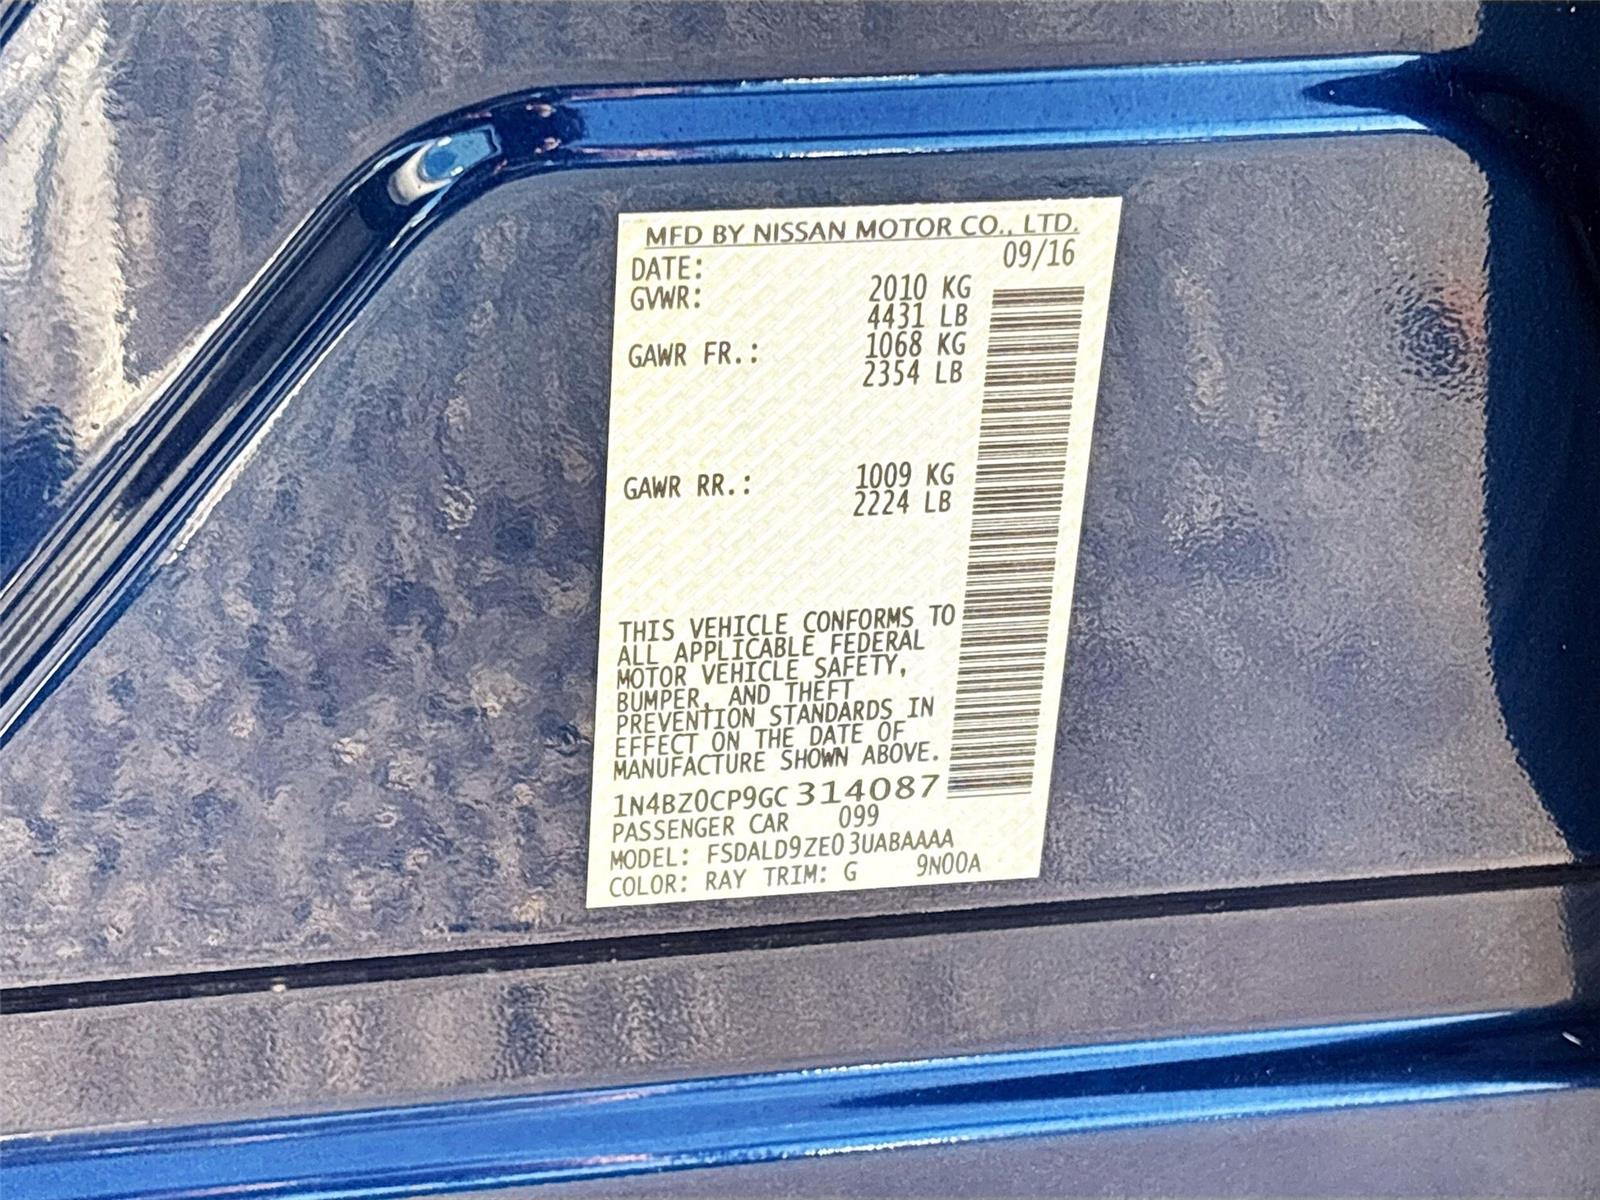 MFD BY NISSAN MOTOR CO., LTD.
DATE: 09/16
GVWR: 2010 KG
4431 LB
GAWR FR.: 1068 KG
2354 LB
GAWR RR.: 1009 KG
2224 LB
THIS VEHICLE CONFORMS TO
ALL APPLICABLE FEDERAL
MOTOR VEHICLE SAFETY,
BUMPER, AND THEFT
PREVENTION STANDARDS IN
EFFECT ON THE DATE OF
MANUFACTURE SHOWN ABOVE.
1N4BZ0CP9GC 314087
PASSENGER CAR 099
MODEL: FSDALD9ZE03UABAAAA
COLOR: RAY TRIM: G 9N00A